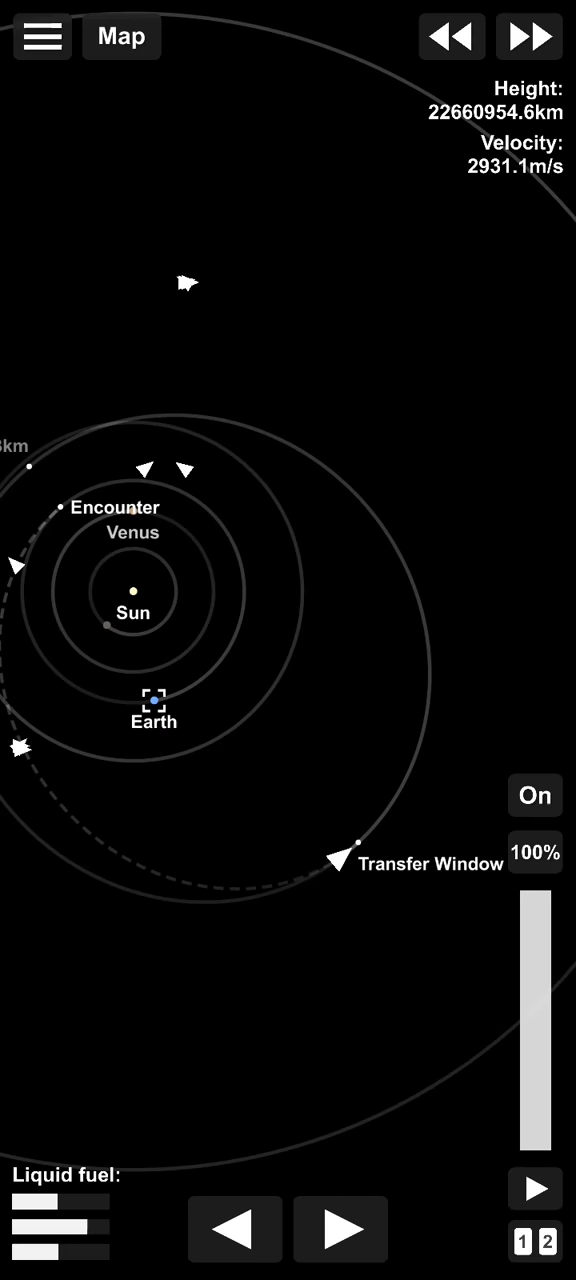 Map
Height:
22660954.6km
Velocity:
2931.1m/s
km
Encounter
Venus
Sun
Earth
On
100%
Transfer Window
Liquid fuel:
1 2